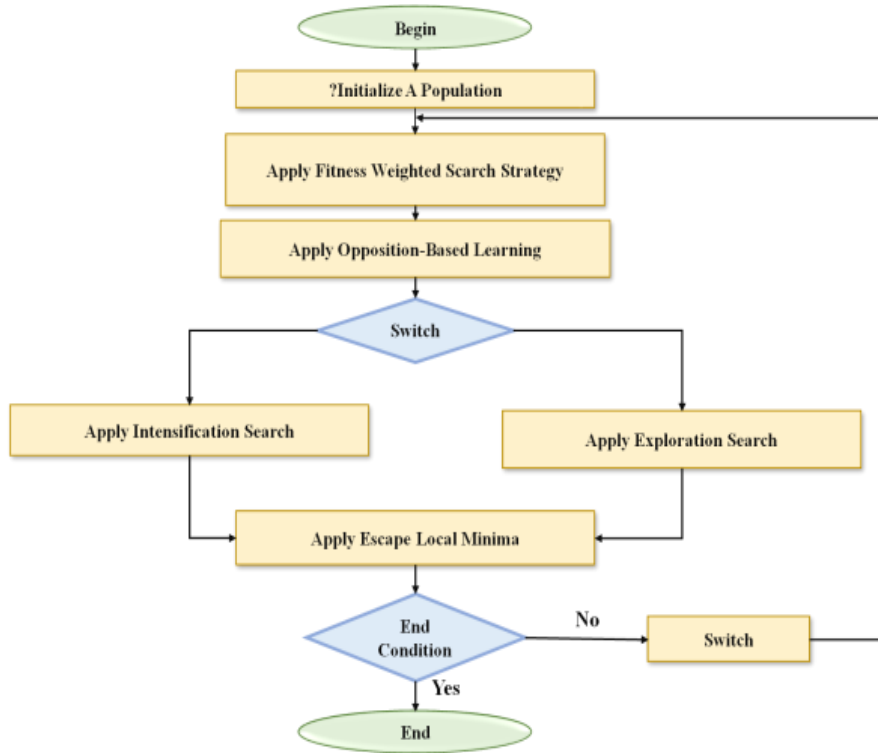 Begin
?Initialize A Population
Apply Fitness Weighted Scarch Strategy
Apply Opposition-Based Learning
Switch
Apply Intensification Search
Apply Exploration Search
Apply Escape Local Minima
End
Condition
No
Switch
Yes
End